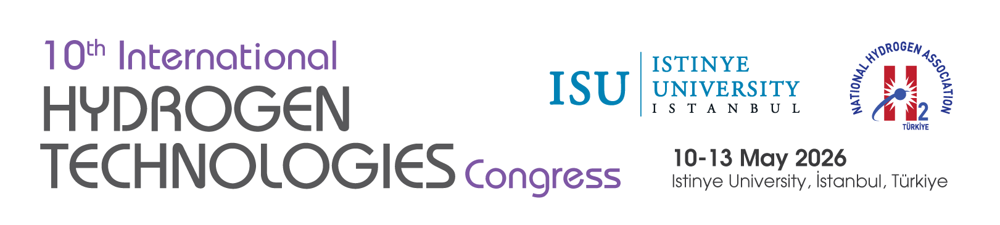 10th International
HYDROGEN
TECHNOLOGIES Congress
ISU
ISTINYE
UNIVERSITY
ISTANBUL
NATIONAL HYDROGEN ASSOCIATION
H2
TÜRKİYE
10-13 May 2026
Istinye University, İstanbul, Türkiye